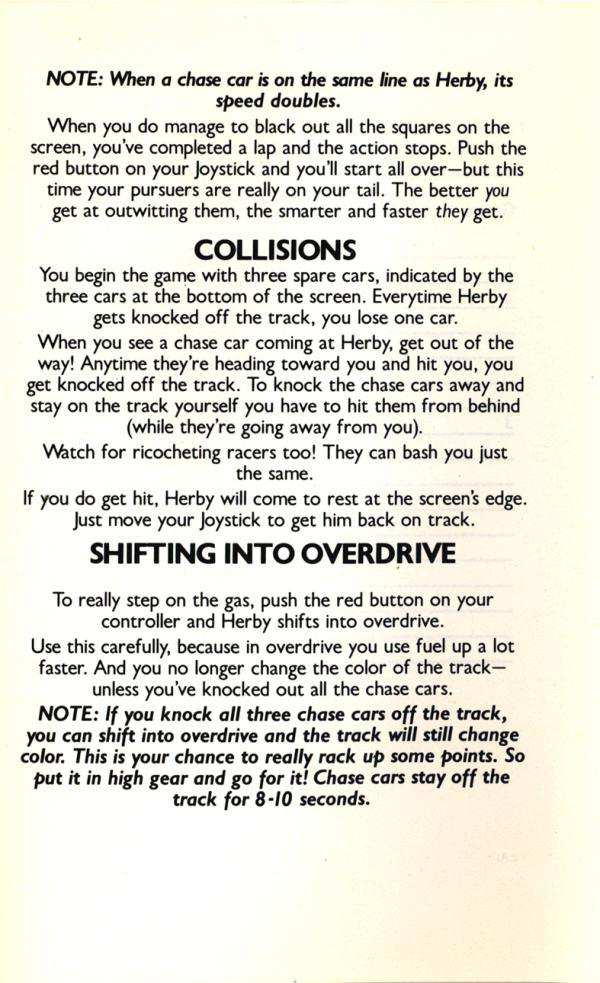 NOTE: When a chase car is on the same line as Herby, its
speed doubles.
When you do manage to black out all the squares on the
screen, you've completed a lap and the action stops. Push the
red button on your Joystick and you'll start all over—but this
time your pursuers are really on your tail. The better you
get at outwitting them, the smarter and faster they get.
COLLISIONS
You begin the game with three spare cars, indicated by the
three cars at the bottom of the screen. Everytime Herby
gets knocked off the track, you lose one car.
When you see a chase car coming at Herby, get out of the
way! Anytime they're heading toward you and hit you, you
get knocked off the track. To knock the chase cars away and
stay on the track yourself you have to hit them from behind
(while they're going away from you).
Watch for ricocheting racers too! They can bash you just
the same.
If you do get hit, Herby will come to rest at the screen's edge.
Just move your Joystick to get him back on track.
SHIFTING INTO OVERDRIVE
To really step on the gas, push the red button on your
controller and Herby shifts into overdrive.
Use this carefully, because in overdrive you use fuel up a lot
faster. And you no longer change the color of the track—
unless you've knocked out all the chase cars.
NOTE: If you knock all three chase cars off the track,
you can shift into overdrive and the track will still change
color. This is your chance to really rack up some points. So
put it in high gear and go for it! Chase cars stay off the
track for 8-10 seconds.